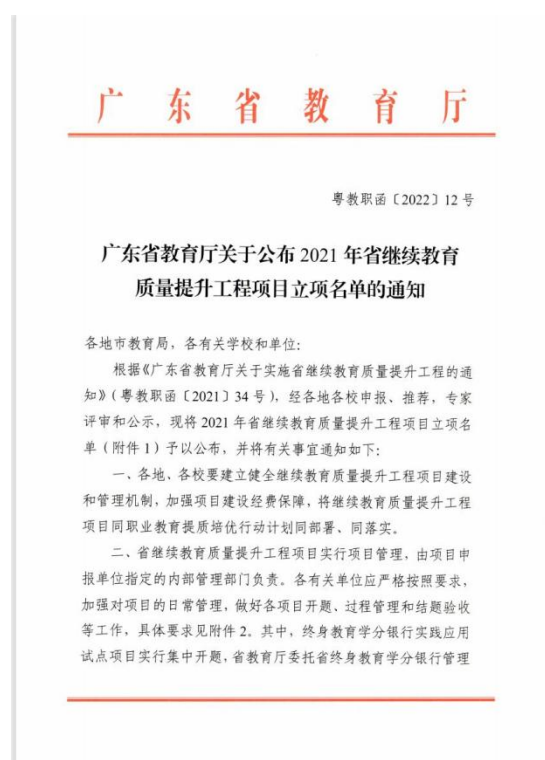 广东省教育厅
粤教职函〔2022〕12号
广东省教育厅关于公布2021年省继续教育
质量提升工程项目立项名单的通知
各地市教育局，各有关学校和单位：
根据《广东省教育厅关于实施省继续教育质量提升工程的通
知》（粤教职函〔2021〕34号），经各地各校申报、推荐，专家
评审和公示，现将2021年省继续教育质量提升工程项目立项名
单（附件1）予以公布，并将有关事宜通知如下：
一、各地、各校要建立健全继续教育质量提升工程项目建设
和管理机制，加强项目建设经费保障，将继续教育质量提升工程
项目同职业教育提质培优行动计划同部署、同落实。
二、省继续教育质量提升工程项目实行项目管理，由项目申
报单位指定的内部管理部门负责。各有关单位应严格按照要求，
加强对项目的日常管理，做好各项目开题、过程管理和结题验收
等工作，具体要求见附件2。其中，终身教育学分银行实践应用
试点项目实行集中开题，省教育厅委托省终身教育学分银行管理